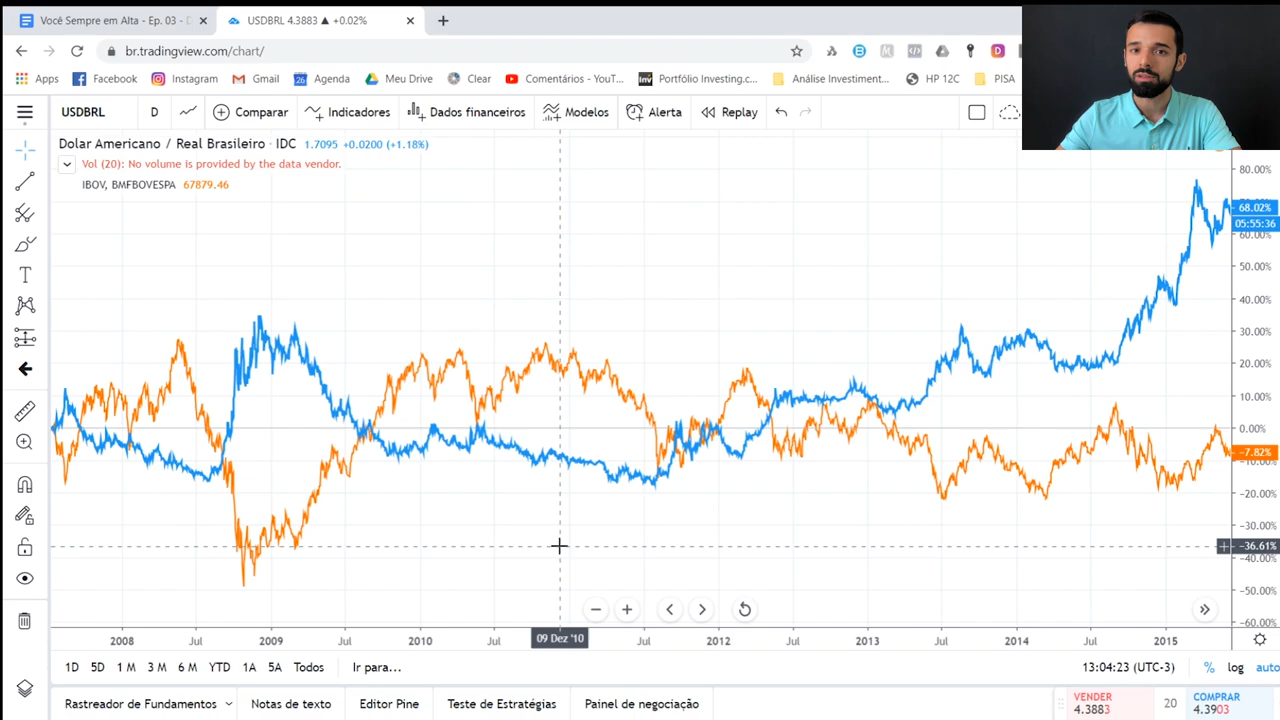 Você Sempre em Alta - Ep. 03 - D
USDBRL 4.3883 ▲ +0.02%
br.tradingview.com/chart/
Apps
Facebook
Instagram
Gmail
Agenda
Meu Drive
Clear
Comentários - YouT...
Portfólio Investing.c...
Análise Investiment...
HP 12C
PISA
USDBRL
D
Comparar
Indicadores
Dados financeiros
Modelos
Alerta
Replay
Dolar Americano / Real Brasileiro · IDC 1.7095 +0.0200 (+1.18%)
Vol (20): No volume is provided by the data vendor.
IBOV, BMFBOVESPA 67879.46
80.00%
68.02%
05:55:36
60.00%
50.00%
40.00%
30.00%
20.00%
10.00%
0.00%
-7.82%
-20.00%
-30.00%
-36.61%
-40.00%
-50.00%
-60.00%
2008
Jul
2009
Jul
2010
Jul
09 Dez '10
Jul
2012
Jul
2013
Jul
2014
Jul
2015
1D 5D 1 M 3 M 6 M YTD 1A 5A Todos Ir para...
13:04:23 (UTC-3) % log auto
Rastreador de Fundamentos
Notas de texto
Editor Pine
Teste de Estratégias
Painel de negociação
VENDER
4.3883
20
COMPRAR
4.3903